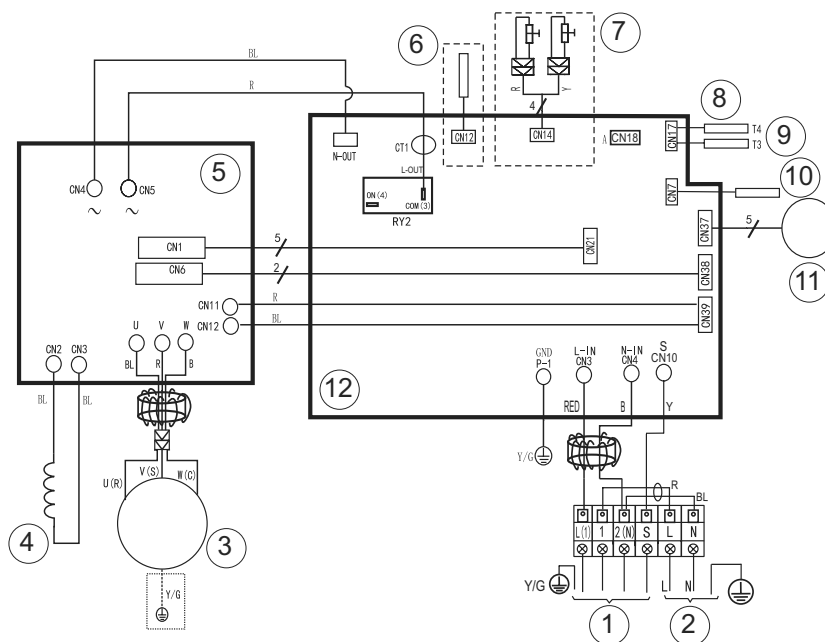 6
7
BL
R
R
Y
4
8
9
10
11
5
12
3
4
1
2
CN12
CN14
A CN18
CN17
T4
T3
CN4
CN5
N-OUT
CT1
L-OUT
ON(4)
COM(3)
RY2
CN7
CN1
5
CN21
CN37
5
CN6
2
CN38
CN11
R
CN12
BL
CN39
U V W
BL R B
CN2 CN3
BL BL
GND
P-1
L-IN
CN3
N-IN
CN4
S
CN10
RED
B
Y
Y/G
U(R)
V(S)
W(C)
Y/G
R
BL
L(1) 1 2(N) S L N
Y/G
L N